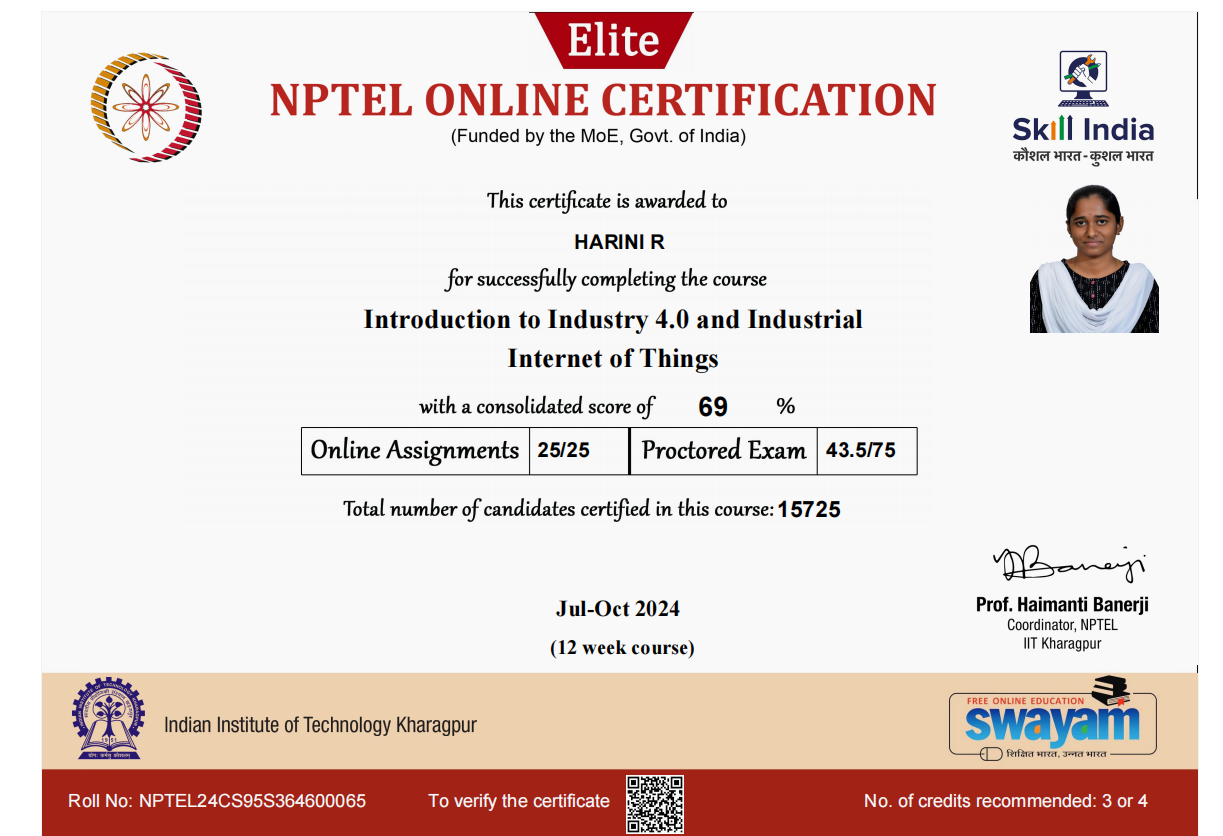 Elite
NPTEL ONLINE CERTIFICATION
(Funded by the MoE, Govt. of India)
Skill India
कौशल भारत - कुशल भारत
This certificate is awarded to
HARINI R
for successfully completing the course
Introduction to Industry 4.0 and Industrial
Internet of Things
with a consolidated score of 69 %
Online Assignments 25/25 Proctored Exam 43.5/75
Total number of candidates certified in this course: 15725
Jul-Oct 2024
(12 week course)
Prof. Haimanti Banerji
Coordinator, NPTEL
IIT Kharagpur
Indian Institute of Technology Kharagpur
FREE ONLINE EDUCATION
swayam
शिक्षित भारत, उन्नत भारत
Roll No: NPTEL24CS95S364600065 To verify the certificate No. of credits recommended: 3 or 4